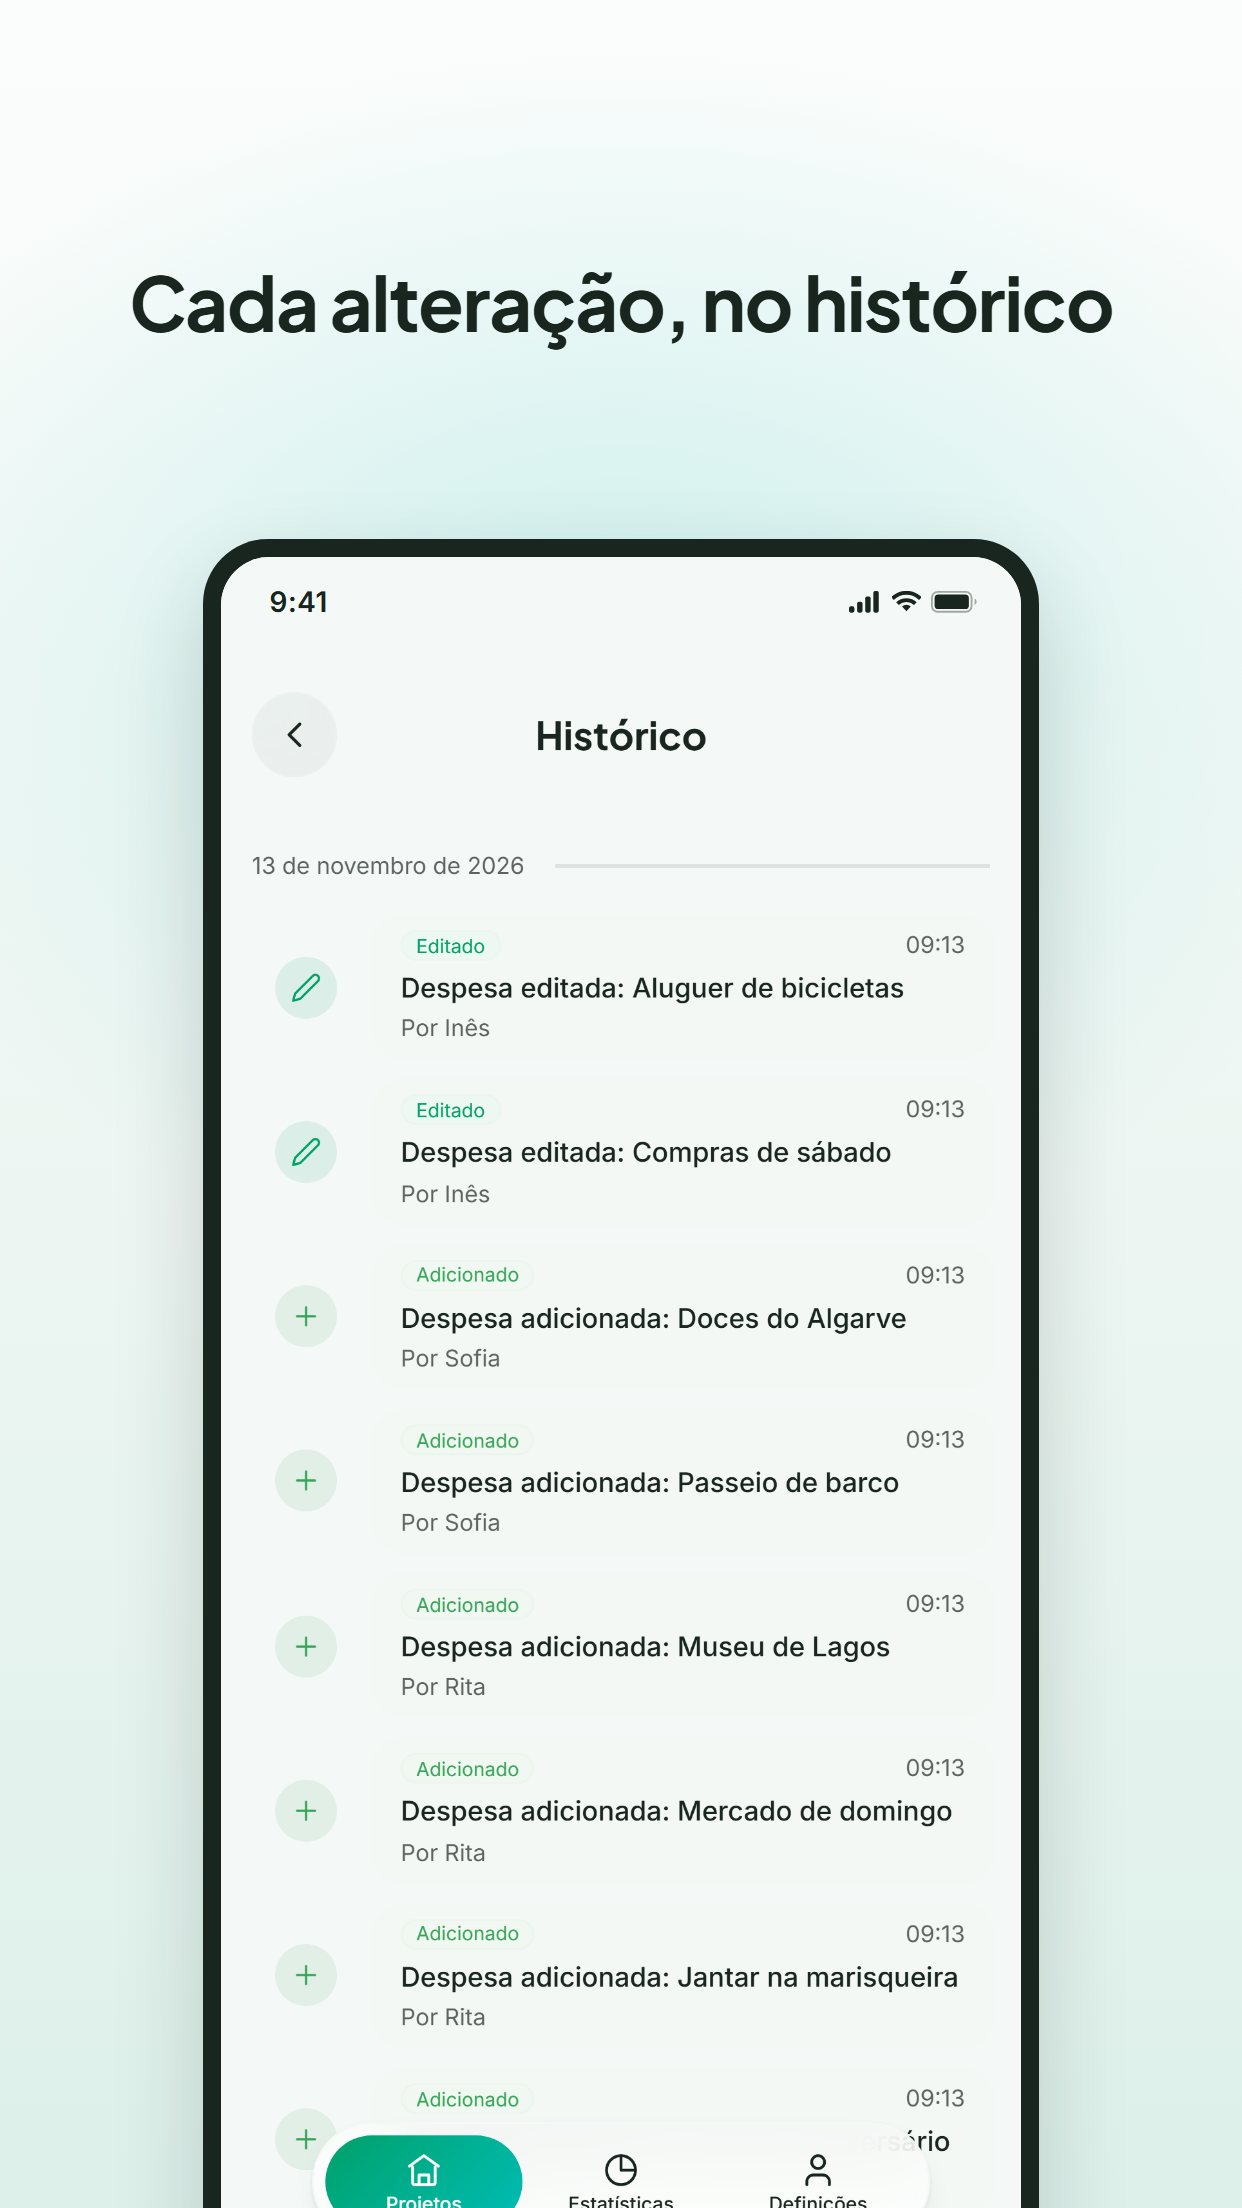 Cada alteração, no histórico
9:41
Histórico
13 de novembro de 2026
Editado 09:13
Despesa editada: Aluguer de bicicletas
Por Inês
Editado 09:13
Despesa editada: Compras de sábado
Por Inês
Adicionado 09:13
Despesa adicionada: Doces do Algarve
Por Sofia
Adicionado 09:13
Despesa adicionada: Passeio de barco
Por Sofia
Adicionado 09:13
Despesa adicionada: Museu de Lagos
Por Rita
Adicionado 09:13
Despesa adicionada: Mercado de domingo
Por Rita
Adicionado 09:13
Despesa adicionada: Jantar na marisqueira
Por Rita
Adicionado 09:13
Projetos Estatísticas Definições